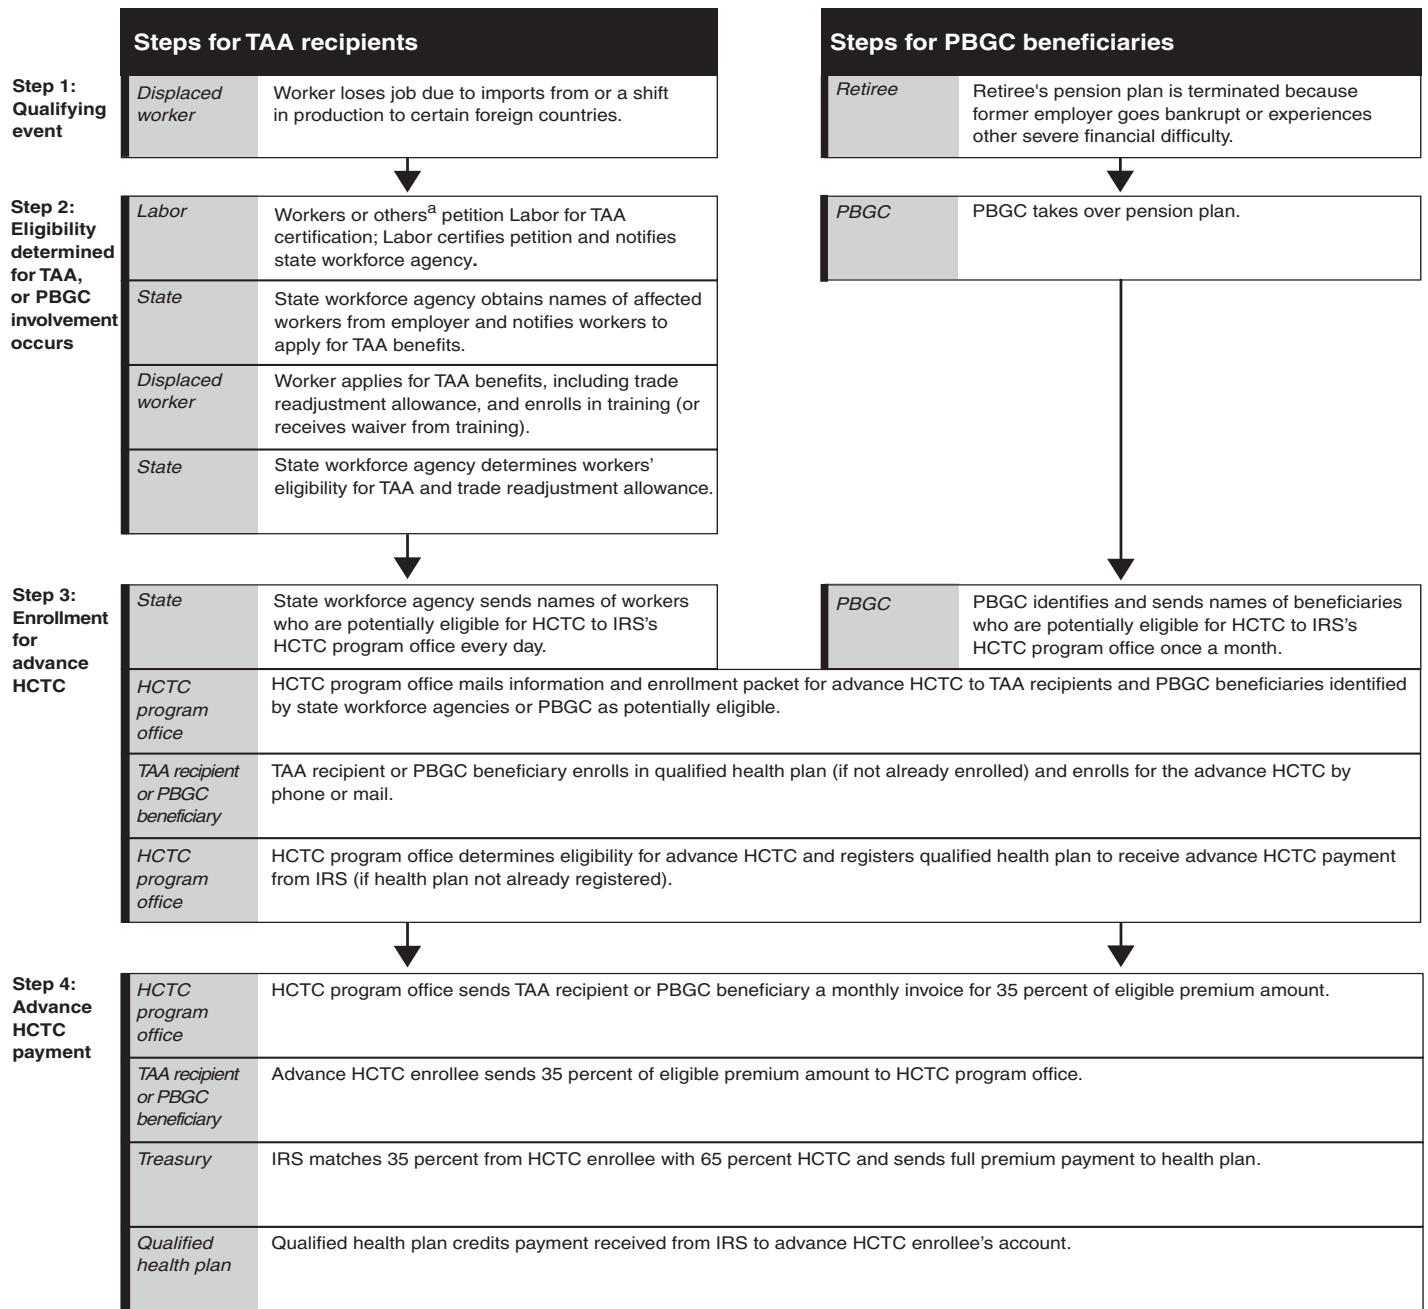 Steps for TAA recipients
Steps for PBGC beneficiaries
Step 1:
Qualifying
event
Displaced
worker
Worker loses job due to imports from or a shift
in production to certain foreign countries.
Retiree
Retiree's pension plan is terminated because
former employer goes bankrupt or experiences
other severe financial difficulty.
Step 2:
Eligibility
determined
for TAA,
or PBGC
involvement
occurs
Labor
Workers or othersa petition Labor for TAA
certification; Labor certifies petition and notifies
state workforce agency.
PBGC
PBGC takes over pension plan.
State
State workforce agency obtains names of affected
workers from employer and notifies workers to
apply for TAA benefits.
Displaced
worker
Worker applies for TAA benefits, including trade
readjustment allowance, and enrolls in training (or
receives waiver from training).
State
State workforce agency determines workers'
eligibility for TAA and trade readjustment allowance.
Step 3:
Enrollment
for
advance
HCTC
State
State workforce agency sends names of workers
who are potentially eligible for HCTC to IRS's
HCTC program office every day.
PBGC
PBGC identifies and sends names of beneficiaries
who are potentially eligible for HCTC to IRS's
HCTC program office once a month.
HCTC
program
office
HCTC program office mails information and enrollment packet for advance HCTC to TAA recipients and PBGC beneficiaries identified
by state workforce agencies or PBGC as potentially eligible.
TAA recipient
or PBGC
beneficiary
TAA recipient or PBGC beneficiary enrolls in qualified health plan (if not already enrolled) and enrolls for the advance HCTC by
phone or mail.
HCTC
program
office
HCTC program office determines eligibility for advance HCTC and registers qualified health plan to receive advance HCTC payment
from IRS (if health plan not already registered).
Step 4:
Advance
HCTC
payment
HCTC
program
office
HCTC program office sends TAA recipient or PBGC beneficiary a monthly invoice for 35 percent of eligible premium amount.
TAA recipient
or PBGC
beneficiary
Advance HCTC enrollee sends 35 percent of eligible premium amount to HCTC program office.
Treasury
IRS matches 35 percent from HCTC enrollee with 65 percent HCTC and sends full premium payment to health plan.
Qualified
health plan
Qualified health plan credits payment received from IRS to advance HCTC enrollee's account.